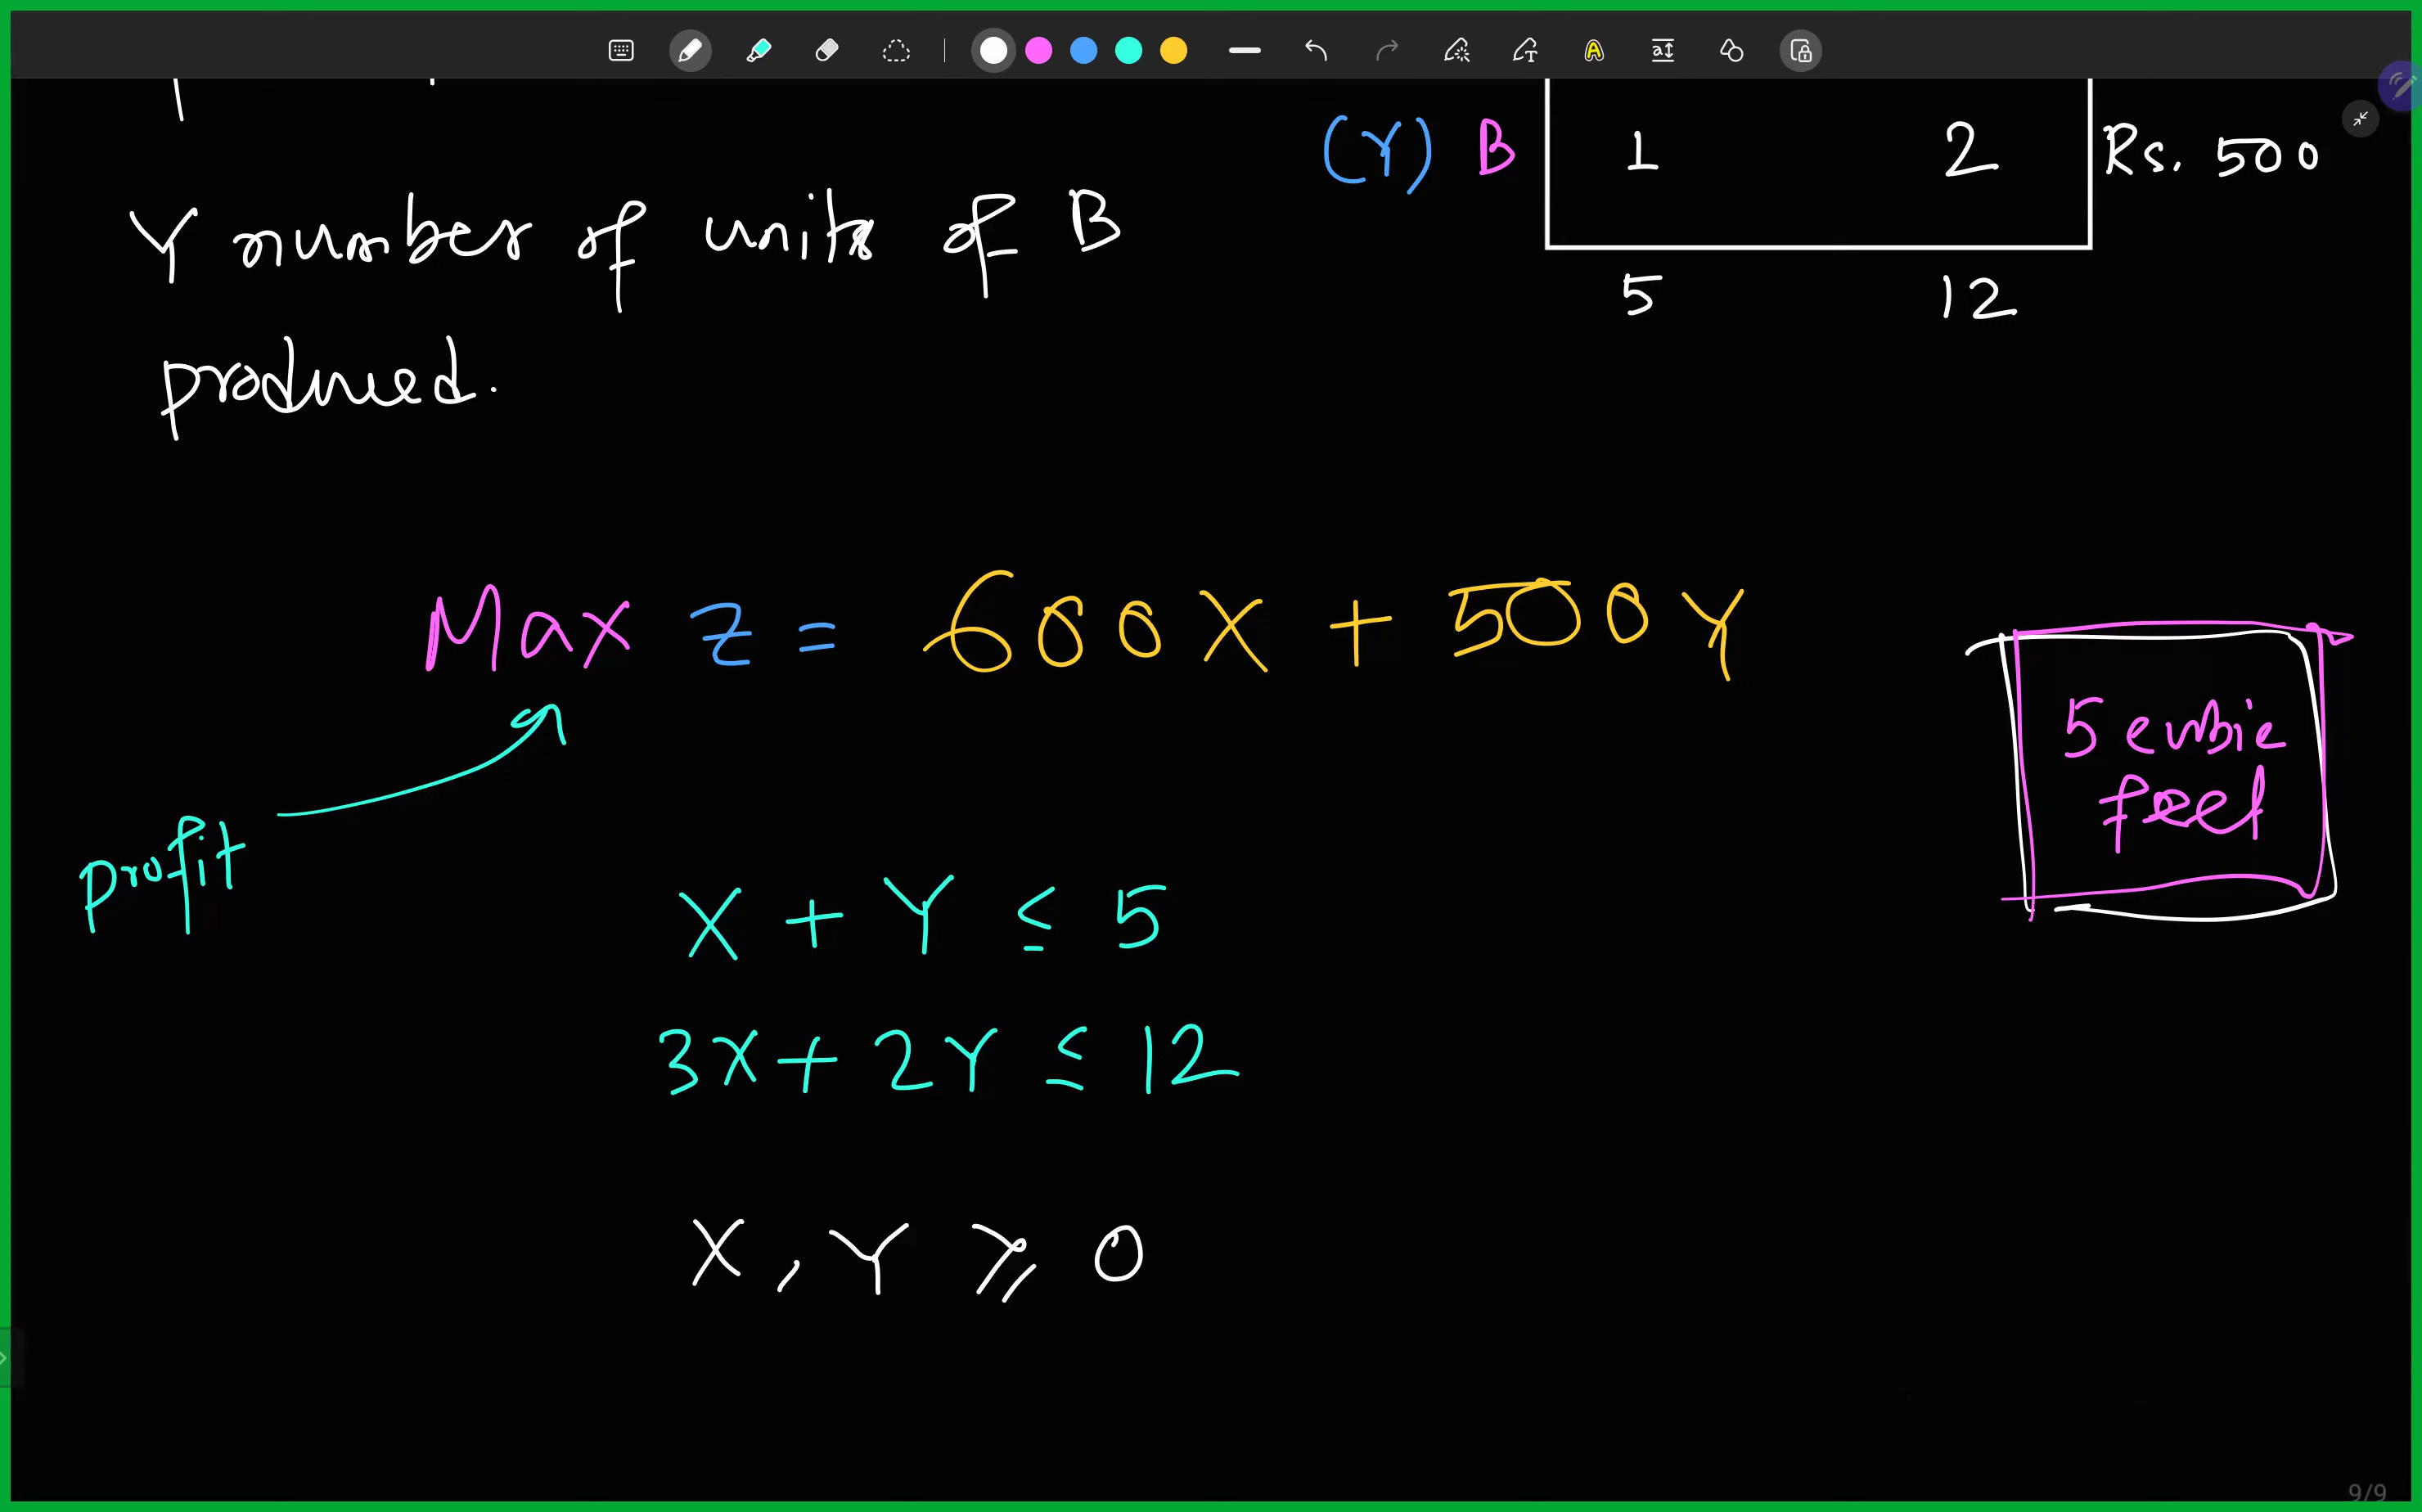 (Y) B 1 2 Rs. 500
Y number of units of B
5 12
produced.
Max Z = 600X + 500Y
5 cubic
feet
Profit
X + Y ≤ 5
3X + 2Y ≤ 12
X, Y ≥ 0
9/9